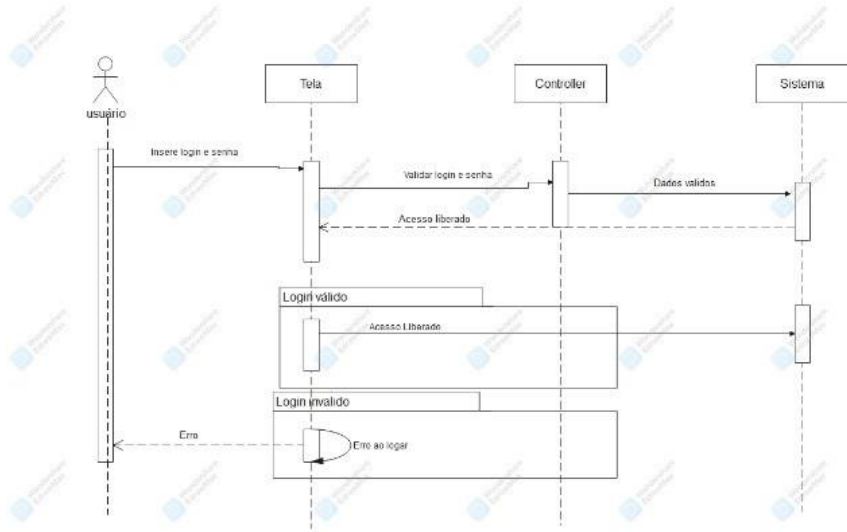 usuário
Tela
Controller
Sistema
Insere login e senha
Validar login e senha
Dados validos
Acesso liberado
Login válido
Acesso Liberado
Login invalido
Erro
Erro ao logar